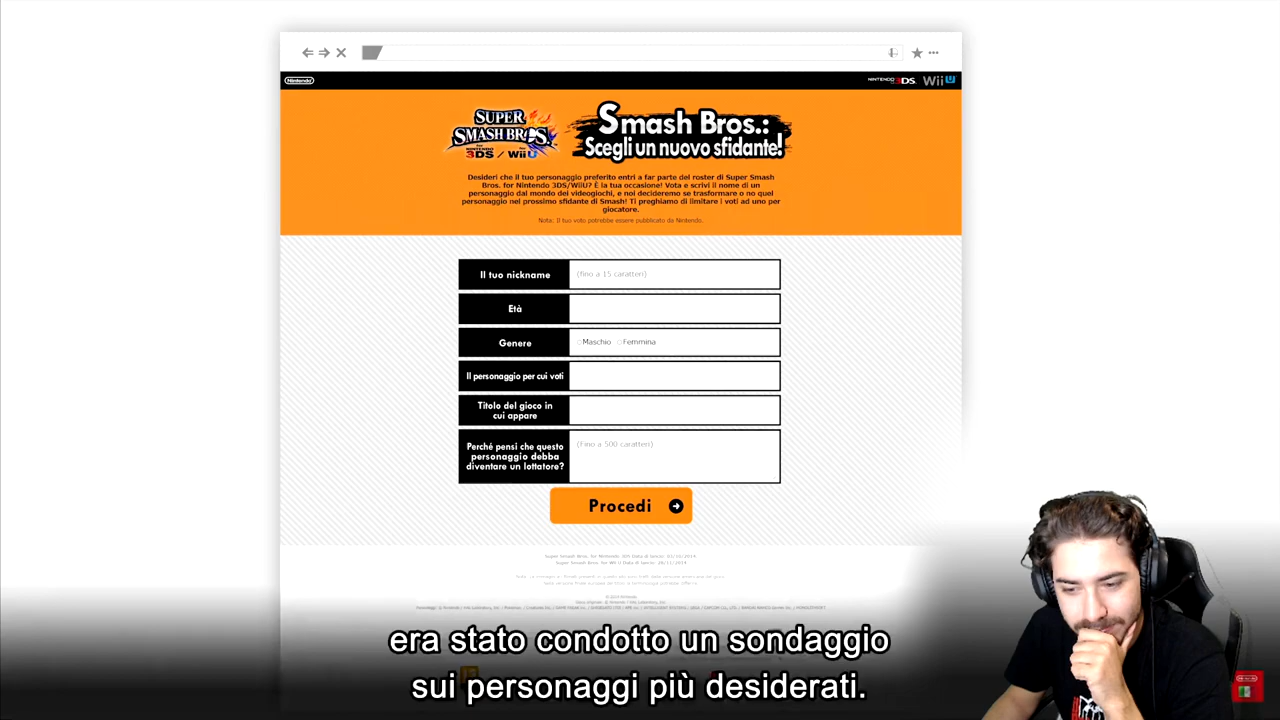 Nintendo
NINTENDO 3DS Wii U
SUPER
SMASH BROS.
for
NINTENDO 3DS / Wii U
Smash Bros.:
Scegli un nuovo sfidante!
Desideri che il tuo personaggio preferito entri a far parte del roster di Super Smash
Bros. for Nintendo 3DS/WiiU? È la tua occasione! Vota e scrivi il nome di un
personaggio dal mondo dei videogiochi, e noi decideremo se trasformare o no quel
personaggio nel prossimo sfidante di Smash! Ti preghiamo di limitare i voti ad uno per
giocatore.
Nota: Il tuo voto potrebbe essere pubblicato da Nintendo.
Il tuo nickname
(fino a 15 caratteri)
Età
Genere
Maschio Femmina
Il personaggio per cui voti
Titolo del gioco in
cui appare
Perché pensi che questo
personaggio debba
diventare un lottatore?
(Fino a 500 caratteri)
Procedi
era stato condotto un sondaggio
sui personaggi più desiderati.